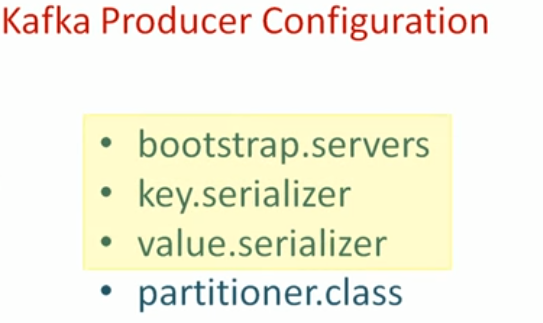 Kafka Producer Configuration
• bootstrap.servers
• key.serializer
• value.serializer
• partitioner.class